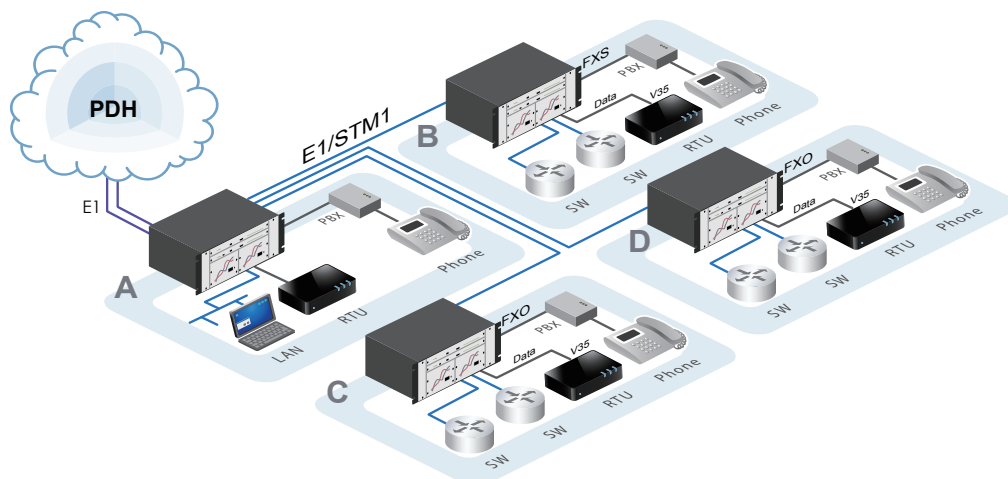 PDH
E1
E1/STM1
A
PBX
Phone
RTU
LAN
B
FXS
PBX
Data
V35
Phone
RTU
SW
SW
C
FXO
PBX
Data
V35
Phone
RTU
SW
SW
D
FXO
PBX
Data
V35
Phone
RTU
SW
SW